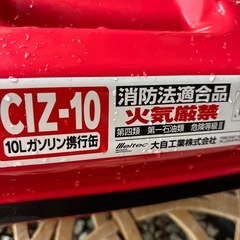 CIZ-10
10Lガソリン携行缶
消防法適合品
火気厳禁
第四類 第一石油類 危険等級Ⅱ
Meltec 大自工業株式会社